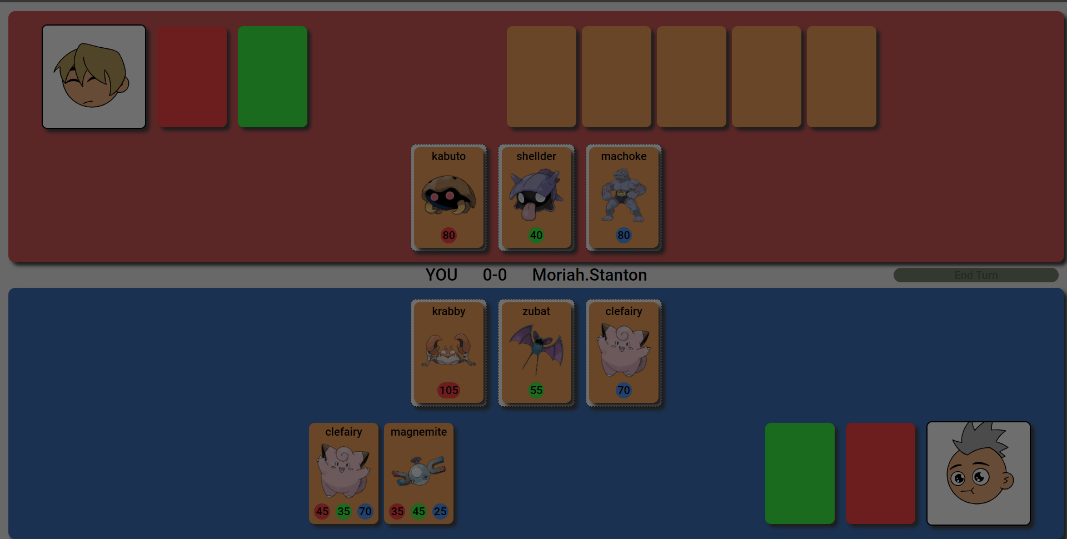 kabuto shellder machoke
80 40 80
YOU 0-0 Moriah.Stanton End Turn
krabby zubat clefairy
105 55 70
clefairy magnemite
45 35 70 35 45 25